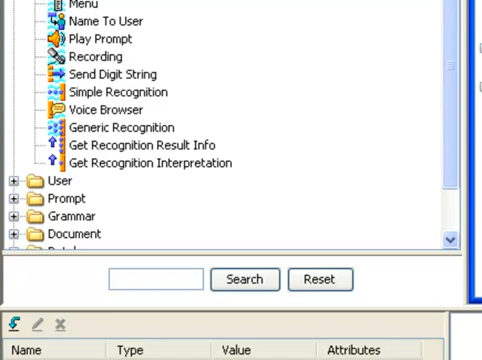 Menu
Name To User
Play Prompt
Recording
Send Digit String
Simple Recognition
Voice Browser
Generic Recognition
Get Recognition Result Info
Get Recognition Interpretation
User
Prompt
Grammar
Document
Search Reset
Name Type Value Attributes